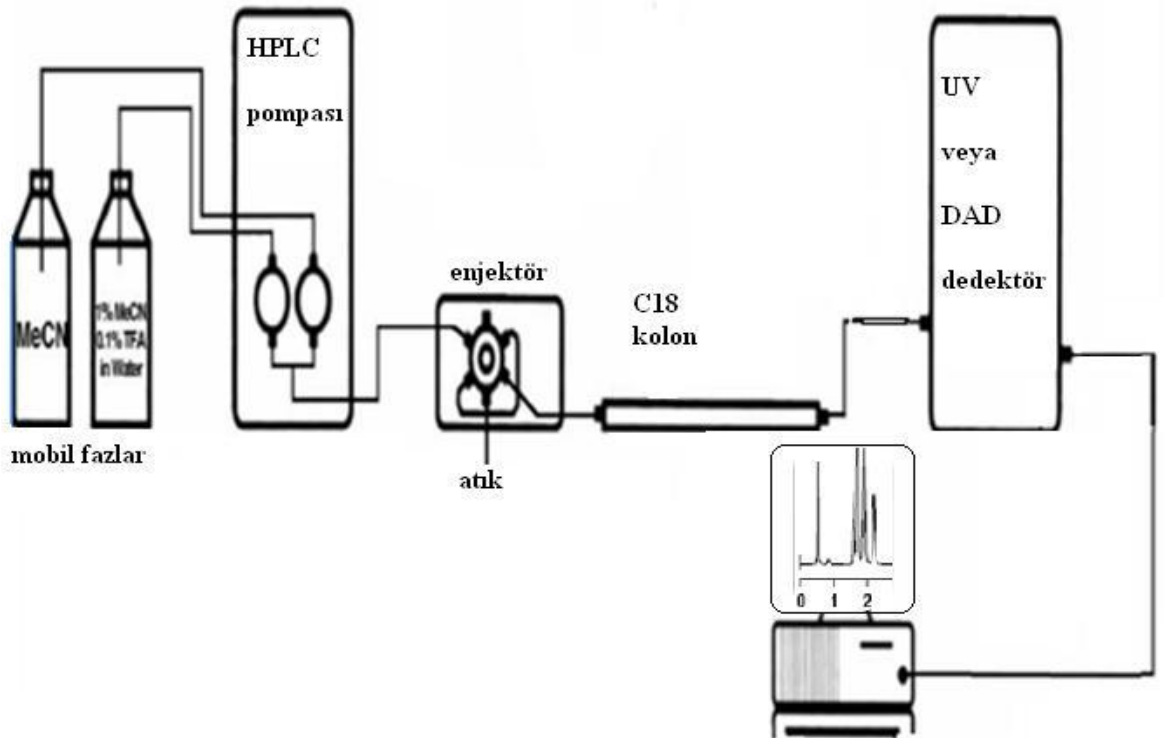 HPLC
pompası
MeCN
1% MeCN
0.1% TFA
in Water
mobil fazlar
enjektör
atık
C18
kolon
UV
veya
DAD
dedektör
0 1 2